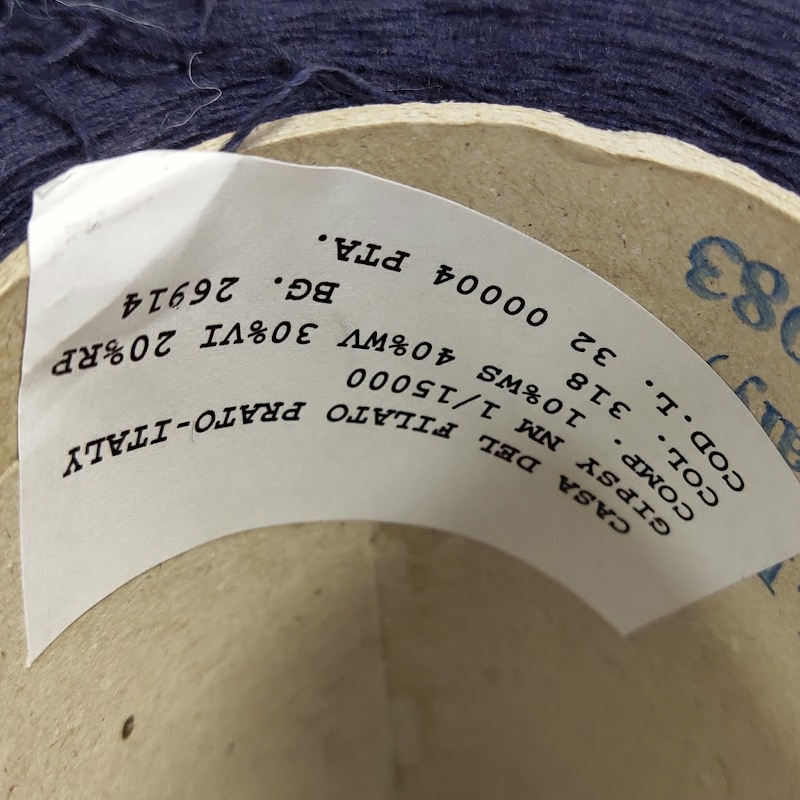 CASA DEL FILATO PRATO-ITALY
GIPSY NM 1/15000
COMP. 10%WS 40%WV 30%VI 20%RP
COL. 318 BG. 26914
COD.L. 32 00004 PTA.